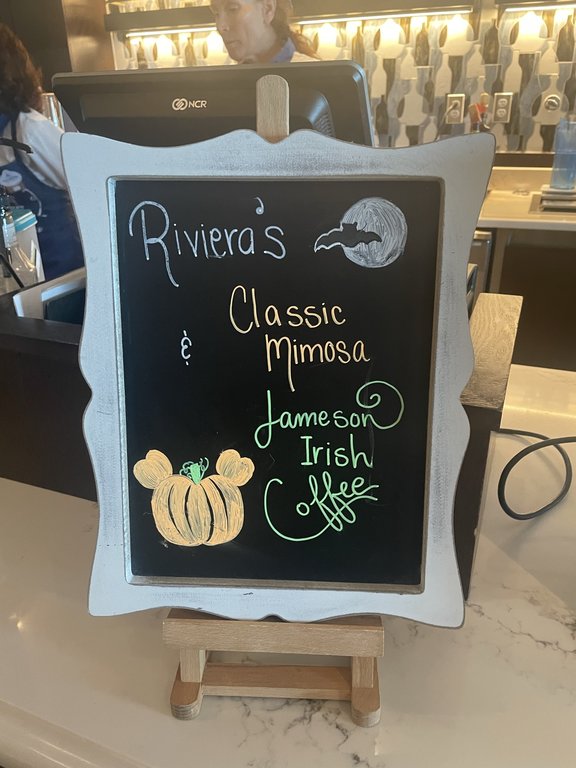 NCR
Riviera's
Classic
& Mimosa
Jameson
Irish
Coffee